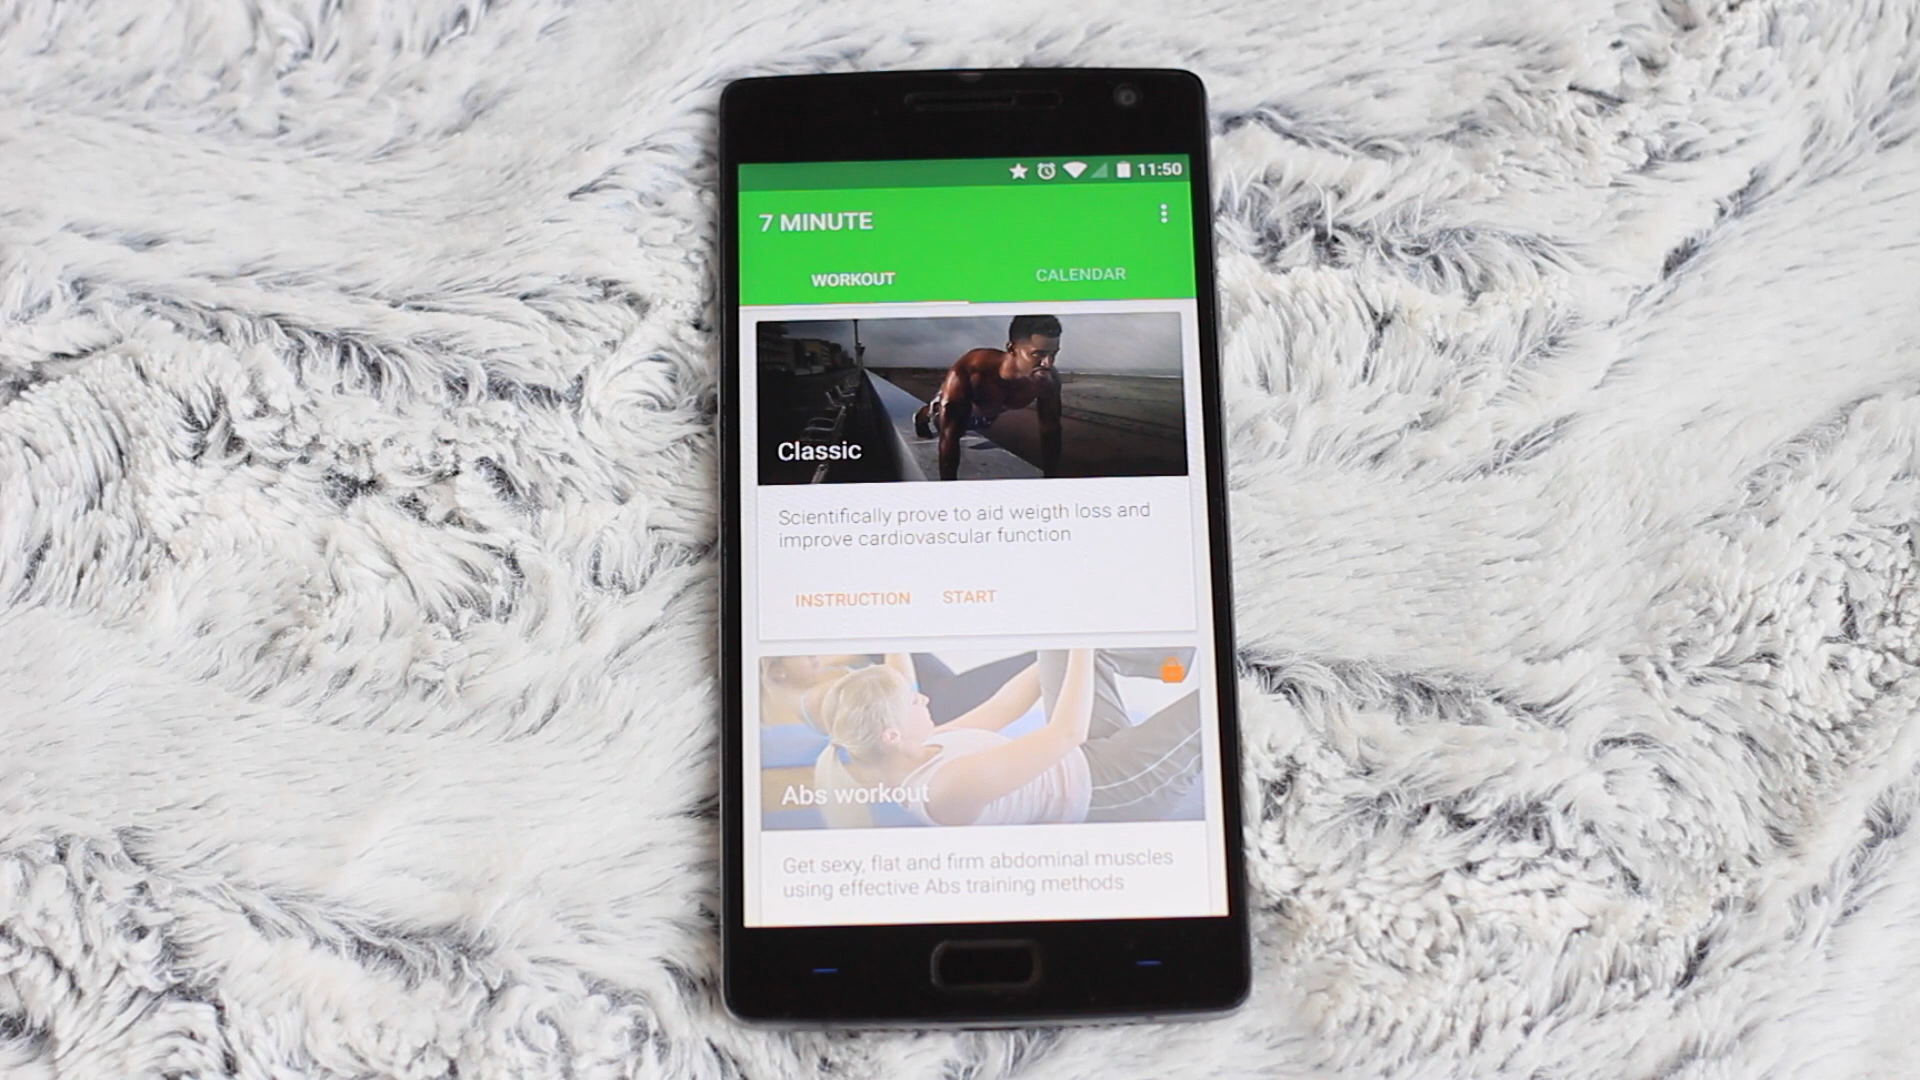 11:50
7 MINUTE
WORKOUT CALENDAR
Classic
Scientifically prove to aid weigth loss and
improve cardiovascular function
INSTRUCTION START
Abs workout
Get sexy, flat and firm abdominal muscles
using effective Abs training methods